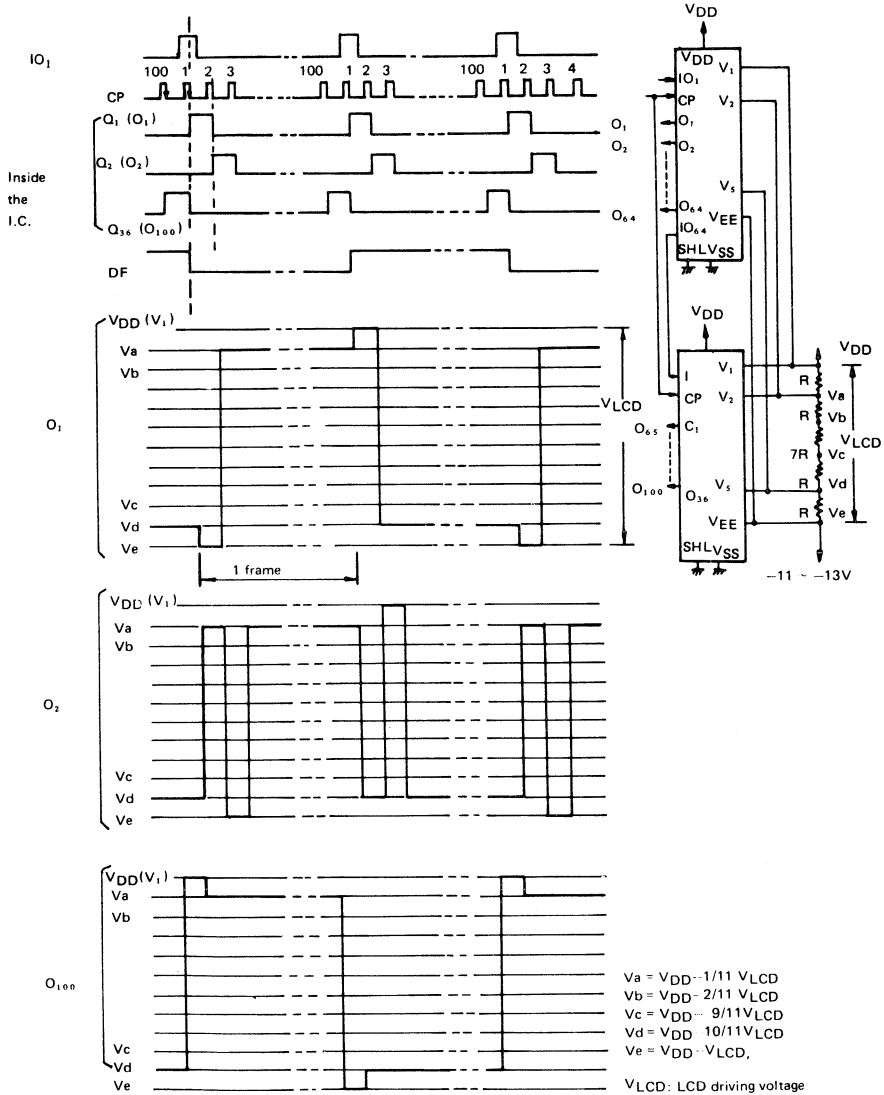 IO₁
100 1 2 3 100 1 2 3 100 1 2 3 4
CP
Q₁ (O₁)
Q₂ (O₂)
Inside
the
I.C.
Q₃₆ (O₁₀₀)
DF
O₁
O₂
O₆₄
VDD
VDD V₁
IO₁
CP V₂
O₁
O₂
V₅
O₆₄
VEE
IO₆₄
SHL VSS
VDD
V₁
I
CP V₂
O₆₅ C₁
O₁₀₀ O₃₆ V₅
VEE
SHL VSS
VDD
R
Va
R Vb
VLCD
7R Vc
R Vd
R Ve
−11 ~ −13V
VDD (V₁)
Va
Vb
O₁
VLCD
Vc
Vd
Ve
1 frame
VDD (V₁)
Va
Vb
O₂
Vc
Vd
Ve
VDD (V₁)
Va
Vb
O₁₀₀
Vc
Vd
Ve
Va = VDD - 1/11 VLCD
Vb = VDD - 2/11 VLCD
Vc = VDD - 9/11 VLCD
Vd = VDD 10/11 VLCD
Ve = VDD - VLCD,
VLCD: LCD driving voltage